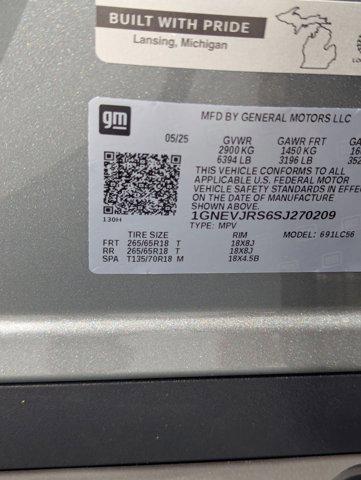 BUILT WITH PRIDE
Lansing, Michigan
gm
MFD BY GENERAL MOTORS LLC
05/25 GVWR GAWR FRT
2900 KG 1450 KG
6394 LB 3196 LB
THIS VEHICLE CONFORMS TO ALL
APPLICABLE U.S. FEDERAL MOTOR
VEHICLE SAFETY STANDARDS IN
ON THE DATE OF MANUFACTURE
SHOWN ABOVE.
1GNEVJRS6SJ270209
TYPE: MPV MODEL: 691LC56
130H
TIRE SIZE RIM
FRT 265/65R18 T 18X8J
RR 265/65R18 T 18X8J
SPA T135/70R18 M 18X4.5B